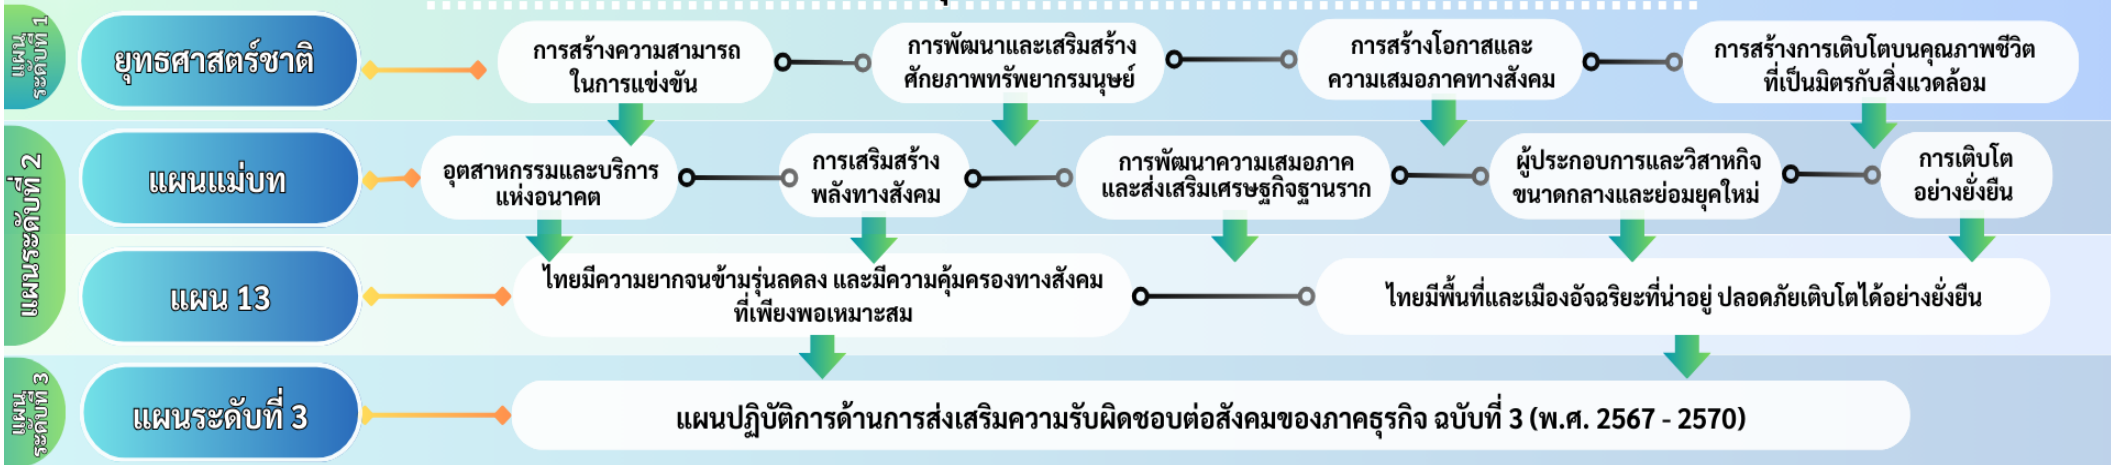 แผน
ระดับที่ 1
ยุทธศาสตร์ชาติ
การสร้างความสามารถ
ในการแข่งขัน
การพัฒนาและเสริมสร้าง
ศักยภาพทรัพยากรมนุษย์
การสร้างโอกาสและ
ความเสมอภาคทางสังคม
การสร้างการเติบโตบนคุณภาพชีวิต
ที่เป็นมิตรกับสิ่งแวดล้อม
แผนระดับที่ 2
แผนแม่บท
อุตสาหกรรมและบริการ
แห่งอนาคต
การเสริมสร้าง
พลังทางสังคม
การพัฒนาความเสมอภาค
และส่งเสริมเศรษฐกิจฐานราก
ผู้ประกอบการและวิสาหกิจ
ขนาดกลางและย่อมยุคใหม่
การเติบโต
อย่างยั่งยืน
แผน 13
ไทยมีความยากจนข้ามรุ่นลดลง และมีความคุ้มครองทางสังคม
ที่เพียงพอเหมาะสม
ไทยมีพื้นที่และเมืองอัจฉริยะที่น่าอยู่ ปลอดภัยเติบโตได้อย่างยั่งยืน
แผน
ระดับที่ 3
แผนระดับที่ 3
แผนปฏิบัติการด้านการส่งเสริมความรับผิดชอบต่อสังคมของภาคธุรกิจ ฉบับที่ 3 (พ.ศ. 2567 - 2570)